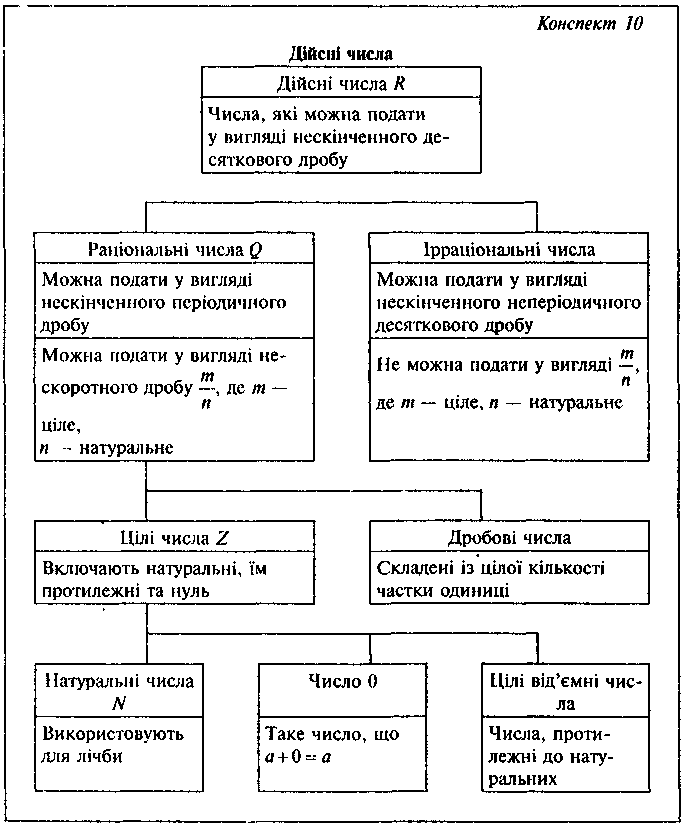 Конспект 10
Дійсні числа
Дійсні числа R
Числа, які можна подати
у вигляді нескінченного де-
сяткового дробу
Раціональні числа Q
Можна подати у вигляді
нескінченного періодичного
дробу
Можна подати у вигляді не-
скоротного дробу m/n, де m —
ціле,
n – натуральне
Ірраціональні числа
Можна подати у вигляді
нескінченного неперіодичного
десяткового дробу
Не можна подати у вигляді m/n,
де m — ціле, n — натуральне
Цілі числа Z
Включають натуральні, їм
протилежні та нуль
Дробові числа
Складені із цілої кількості
частки одиниці
Натуральні числа
N
Використовують
для лічби
Число 0
Таке число, що
a + 0 = a
Цілі від’ємні чис-
ла
Числа, проти-
лежні до нату-
ральних